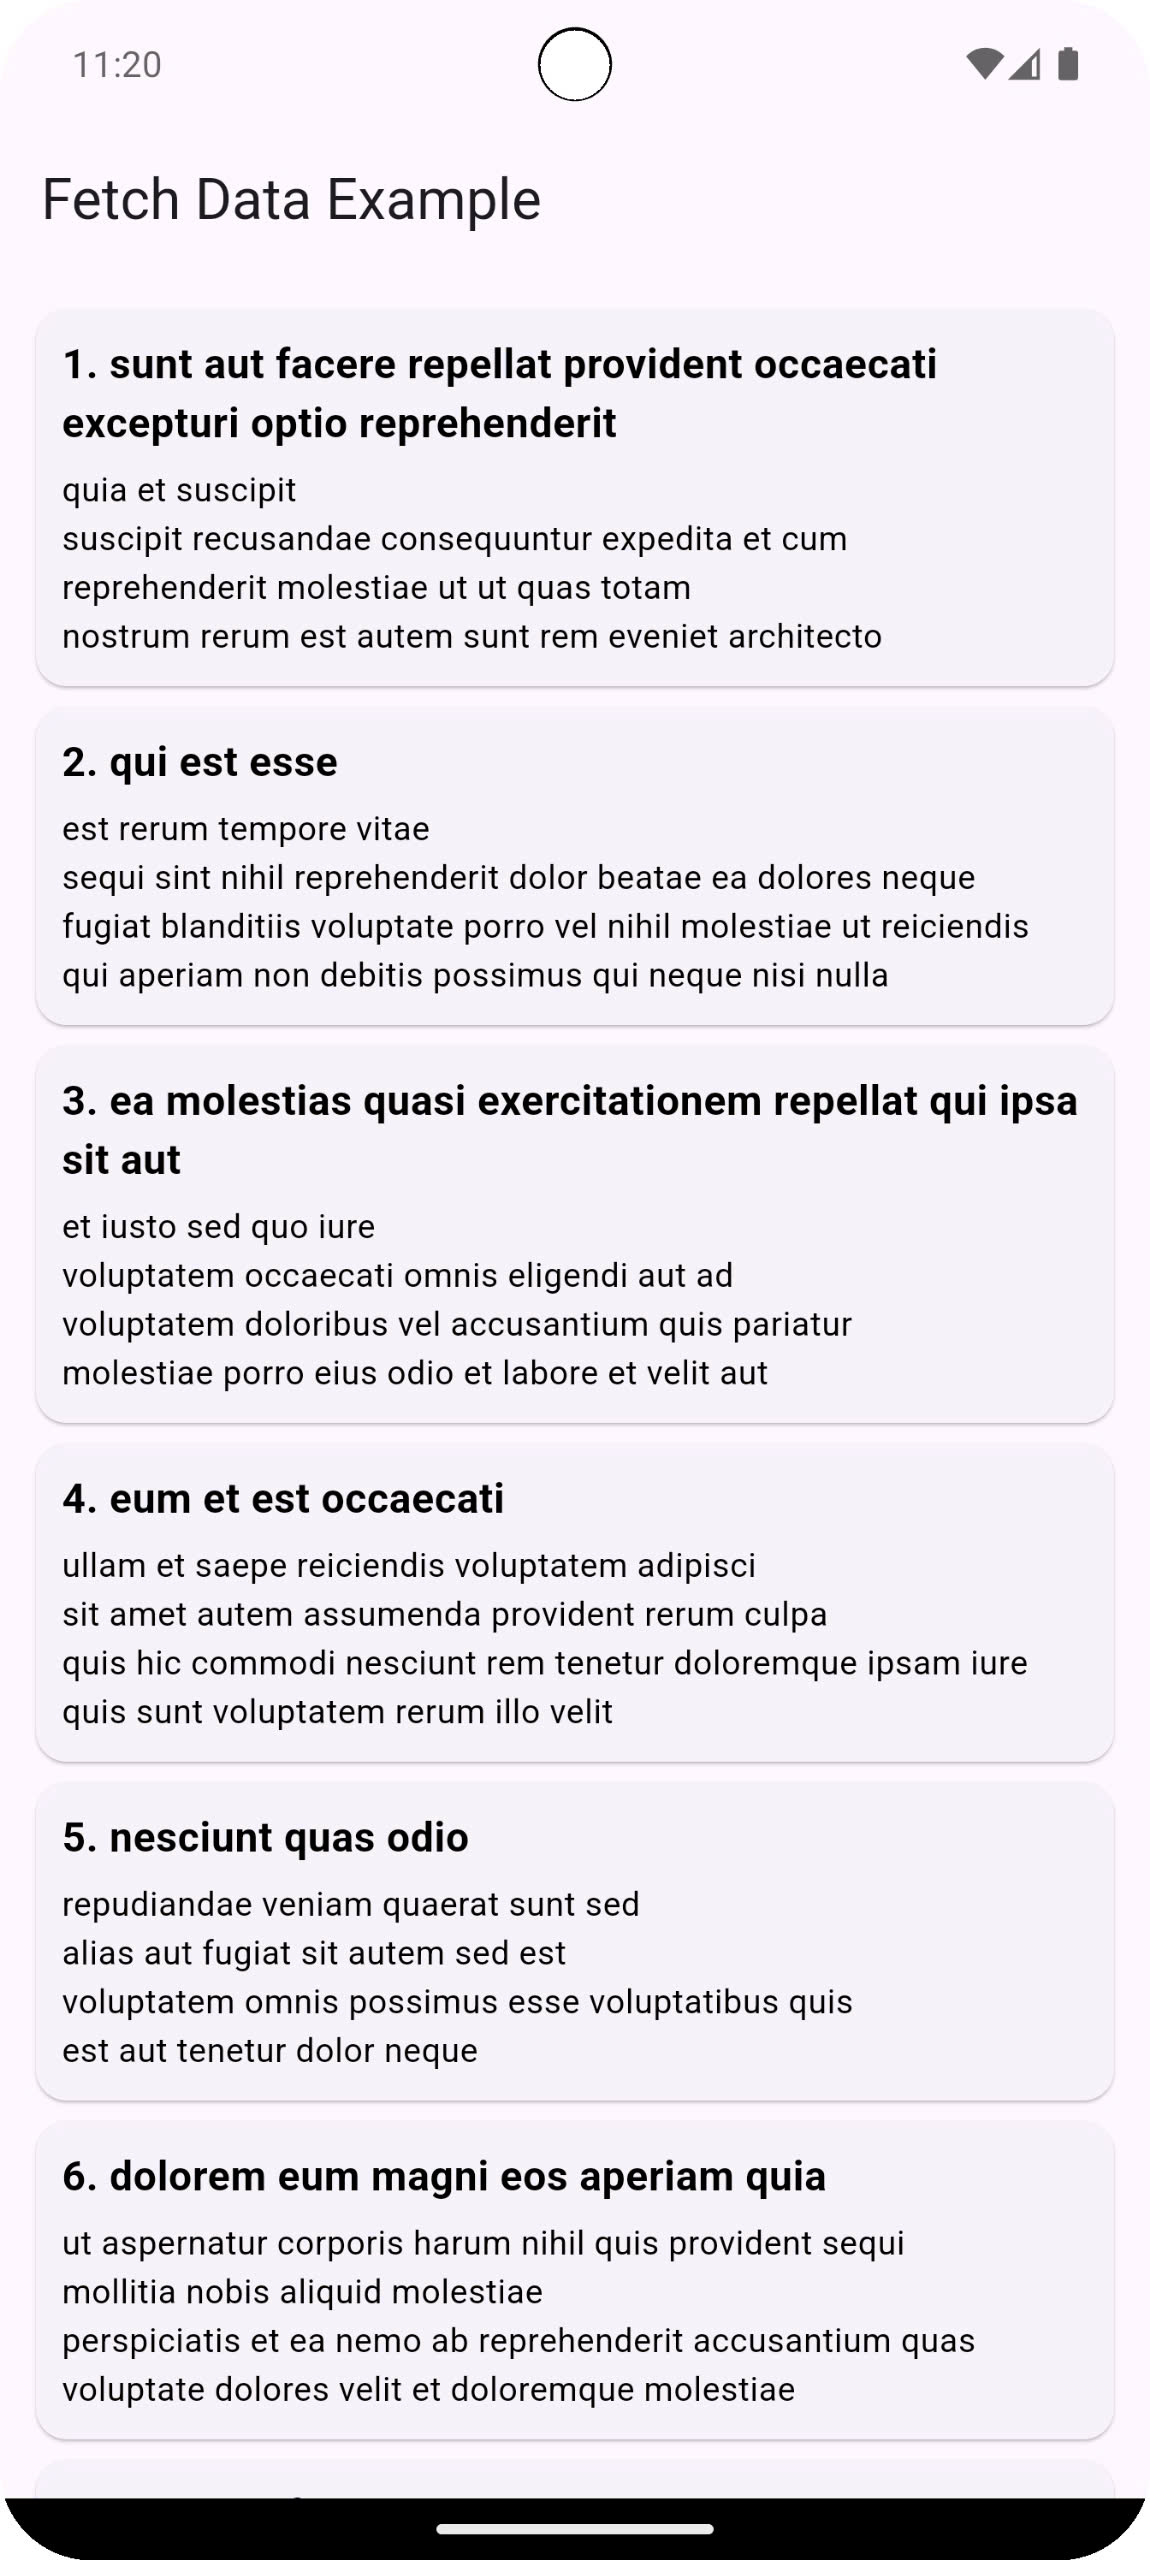 11:20
Fetch Data Example
1. sunt aut facere repellat provident occaecati
excepturi optio reprehenderit
quia et suscipit
suscipit recusandae consequuntur expedita et cum
reprehenderit molestiae ut ut quas totam
nostrum rerum est autem sunt rem eveniet architecto
2. qui est esse
est rerum tempore vitae
sequi sint nihil reprehenderit dolor beatae ea dolores neque
fugiat blanditiis voluptate porro vel nihil molestiae ut reiciendis
qui aperiam non debitis possimus qui neque nisi nulla
3. ea molestias quasi exercitationem repellat qui ipsa
sit aut
et iusto sed quo iure
voluptatem occaecati omnis eligendi aut ad
voluptatem doloribus vel accusantium quis pariatur
molestiae porro eius odio et labore et velit aut
4. eum et est occaecati
ullam et saepe reiciendis voluptatem adipisci
sit amet autem assumenda provident rerum culpa
quis hic commodi nesciunt rem tenetur doloremque ipsam iure
quis sunt voluptatem rerum illo velit
5. nesciunt quas odio
repudiandae veniam quaerat sunt sed
alias aut fugiat sit autem sed est
voluptatem omnis possimus esse voluptatibus quis
est aut tenetur dolor neque
6. dolorem eum magni eos aperiam quia
ut aspernatur corporis harum nihil quis provident sequi
mollitia nobis aliquid molestiae
perspiciatis et ea nemo ab reprehenderit accusantium quas
voluptate dolores velit et doloremque molestiae